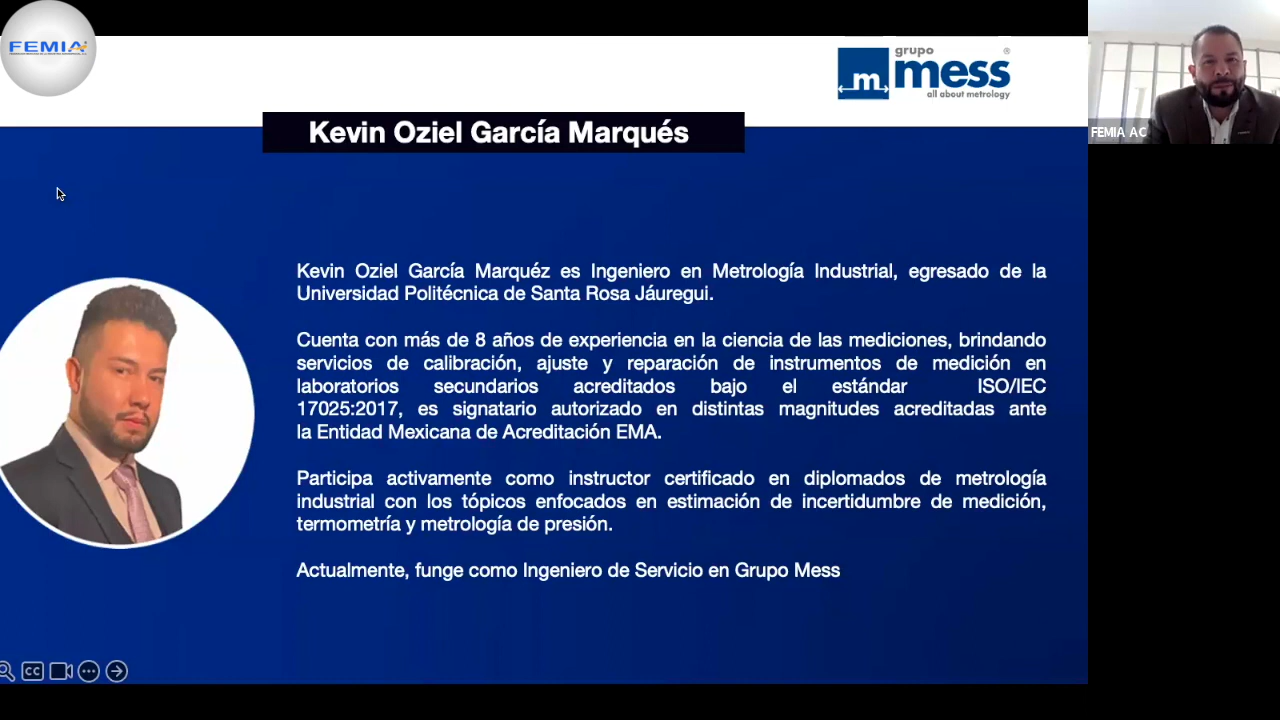 FEMIA
grupo
mess
®
all about metrology
m
FEMIA AC
Kevin Oziel García Marqués
Kevin Oziel García Marquéz es Ingeniero en Metrología Industrial, egresado de la
Universidad Politécnica de Santa Rosa Jáuregui.
Cuenta con más de 8 años de experiencia en la ciencia de las mediciones, brindando
servicios de calibración, ajuste y reparación de instrumentos de medición en
laboratorios secundarios acreditados bajo el estándar ISO/IEC
17025:2017, es signatario autorizado en distintas magnitudes acreditadas ante
la Entidad Mexicana de Acreditación EMA.
Participa activamente como instructor certificado en diplomados de metrología
industrial con los tópicos enfocados en estimación de incertidumbre de medición,
termometría y metrología de presión.
Actualmente, funge como Ingeniero de Servicio en Grupo Mess
CC